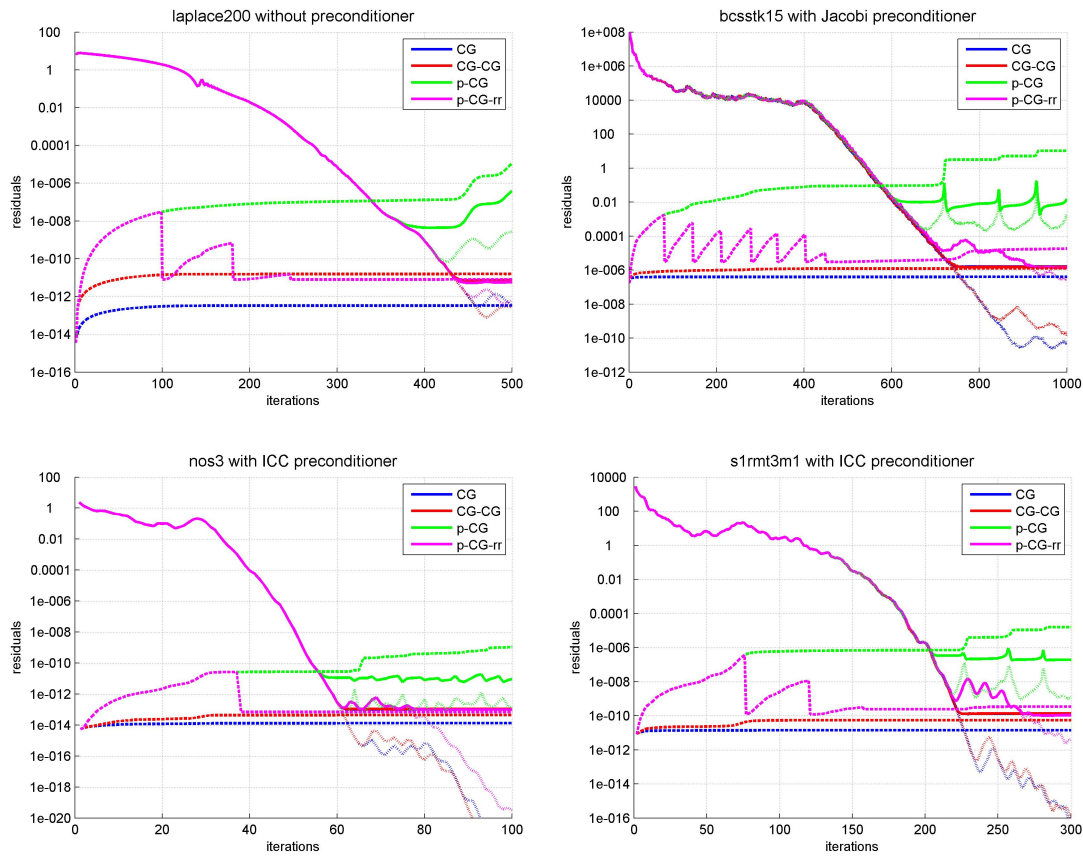 laplace200 without preconditioner
100
1
0.01
0.0001
1e-006
1e-008
1e-010
1e-012
1e-014
1e-016
residuals
0
100
200
300
400
500
iterations
CG
CG-CG
p-CG
p-CG-rr
bcsstk15 with Jacobi preconditioner
1e+008
1e+006
10000
100
1
0.01
0.0001
1e-006
1e-008
1e-010
1e-012
residuals
0
200
400
600
800
1000
iterations
CG
CG-CG
p-CG
p-CG-rr
nos3 with ICC preconditioner
100
1
0.01
0.0001
1e-006
1e-008
1e-010
1e-012
1e-014
1e-016
1e-018
1e-020
residuals
0
20
40
60
80
100
iterations
CG
CG-CG
p-CG
p-CG-rr
s1rmt3m1 with ICC preconditioner
10000
100
1
0.01
0.0001
1e-006
1e-008
1e-010
1e-012
1e-014
1e-016
residuals
0
50
100
150
200
250
300
iterations
CG
CG-CG
p-CG
p-CG-rr